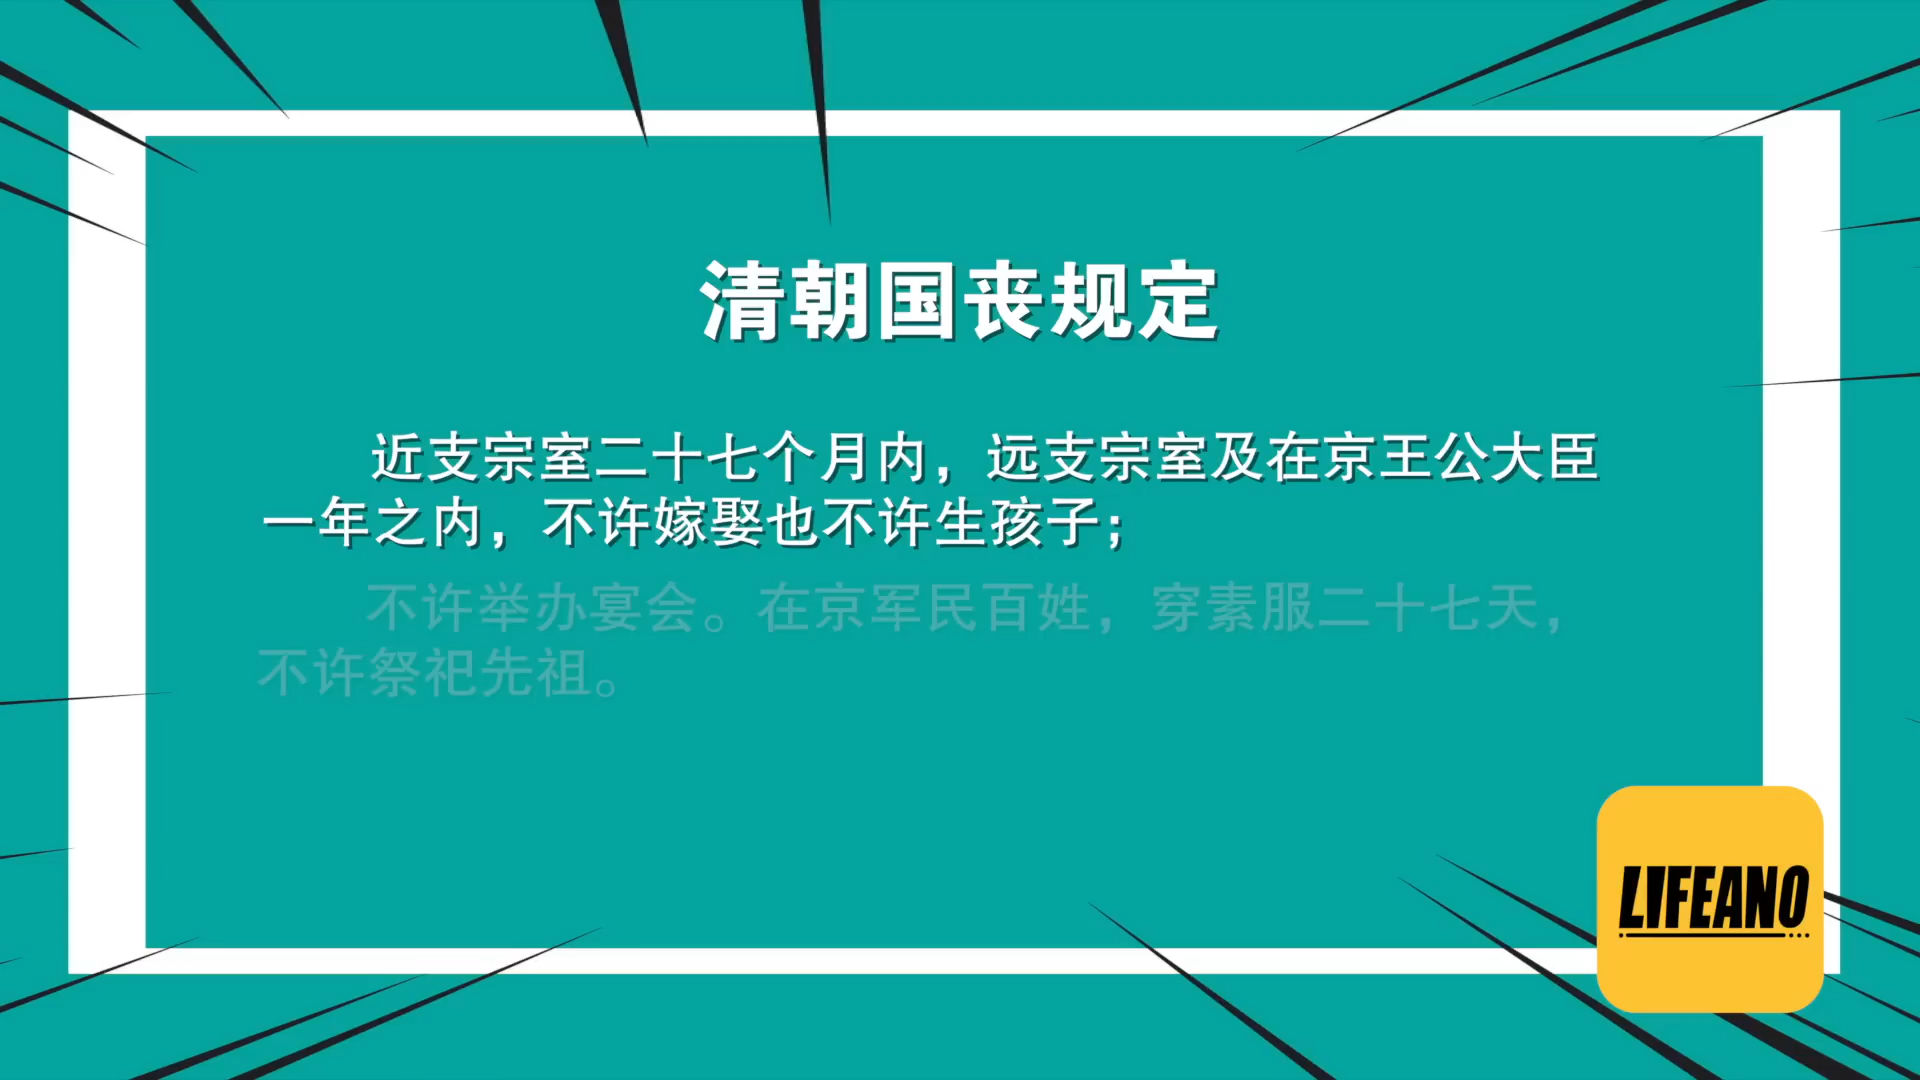 清朝国丧规定
近支宗室二十七个月内，远支宗室及在京王公大臣
一年之内，不许嫁娶也不许生孩子；
不许举办宴会。在京军民百姓，穿素服二十七天，
不许祭祀先祖。
LIFEANO